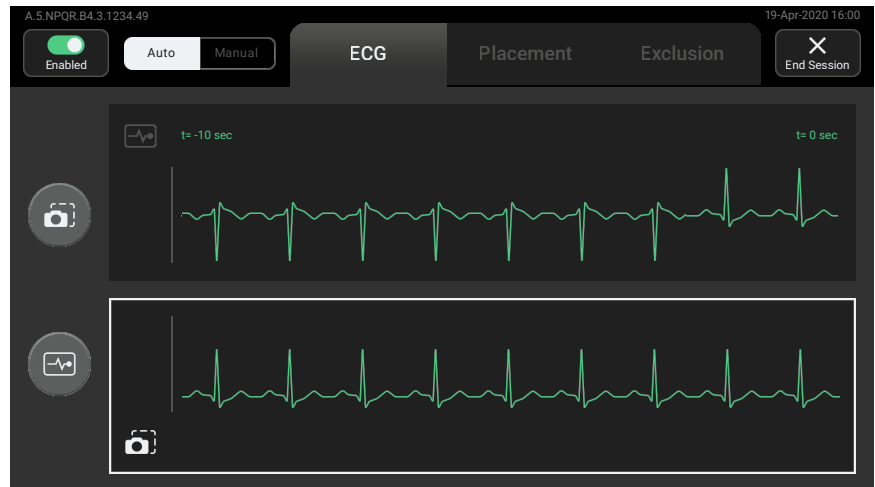 A.5.NPQR.B4.3.1234.49
19-Apr-2020 16:00
Enabled
Auto
Manual
ECG
Placement
Exclusion
End Session
t= -10 sec
t= 0 sec